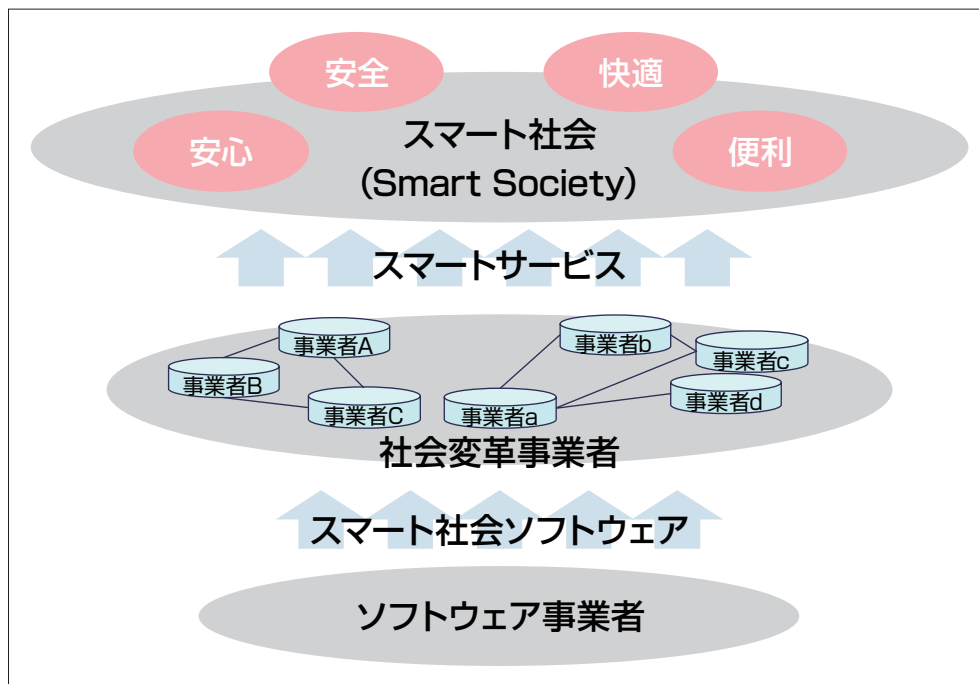 安全
快適
安心
スマート社会
(Smart Society)
便利
スマートサービス
事業者A
事業者b
事業者c
事業者B
事業者d
事業者C
事業者a
社会変革事業者
スマート社会ソフトウェア
ソフトウェア事業者